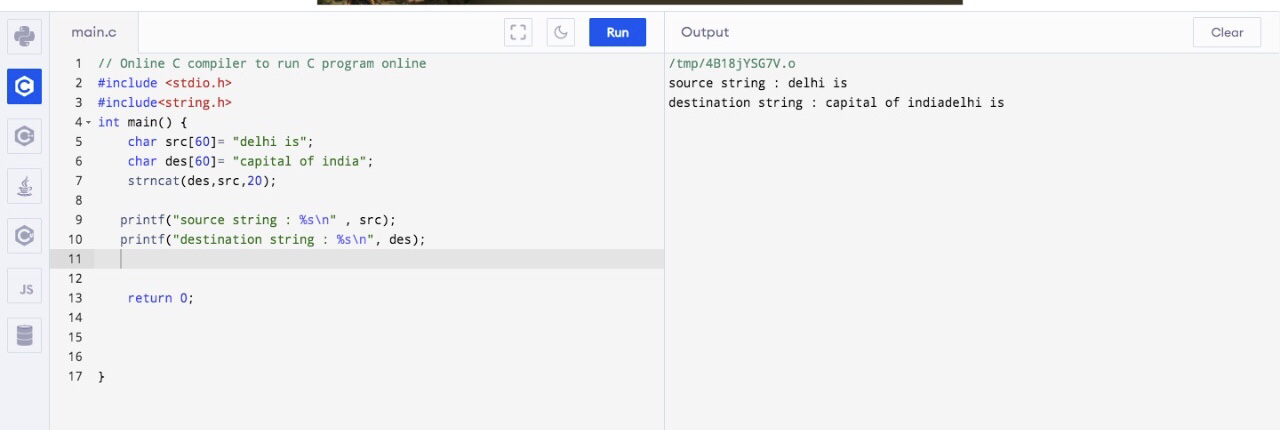 main.c
Run
Output
Clear
1 // Online C compiler to run C program online
2 #include <stdio.h>
3 #include<string.h>
4 int main() {
5 char src[60]= "delhi is";
6 char des[60]= "capital of india";
7 strncat(des,src,20);
8
9 printf("source string : %s\n" , src);
10 printf("destination string : %s\n", des);
11
12
13 return 0;
14
15
16
17 }
/tmp/4B18jYSG7V.o
source string : delhi is
destination string : capital of indiadelhi is
JS